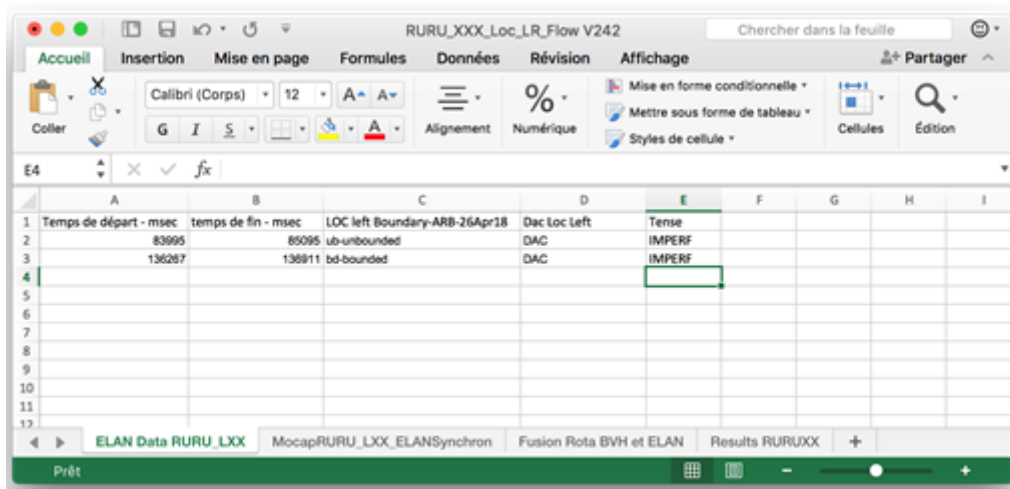 RURU_XXX_Loc_LR_Flow V242
Chercher dans la feuille
Accueil Insertion Mise en page Formules Données Révision Affichage Partager
Coller
Calibri (Corps) 12 A A
G I S A
Alignement
%
Numérique
Mise en forme conditionnelle
Mettre sous forme de tableau
Styles de cellule
Cellules
Édition
E4 fx
A B C D E F G H I
1 Temps de départ - msec temps de fin - msec LOC left Boundary-ARB-26Apr18 Dac Loc Left Tense
2 83995 85095 ub-unbounded DAC IMPERF
3 136267 136911 bd-bounded DAC IMPERF
4
5
6
7
8
9
10
11
12
ELAN Data RURU_LXX MocapRURU_LXX_ELANSynchron Fusion Rota BVH et ELAN Results RURUXX +
Prêt